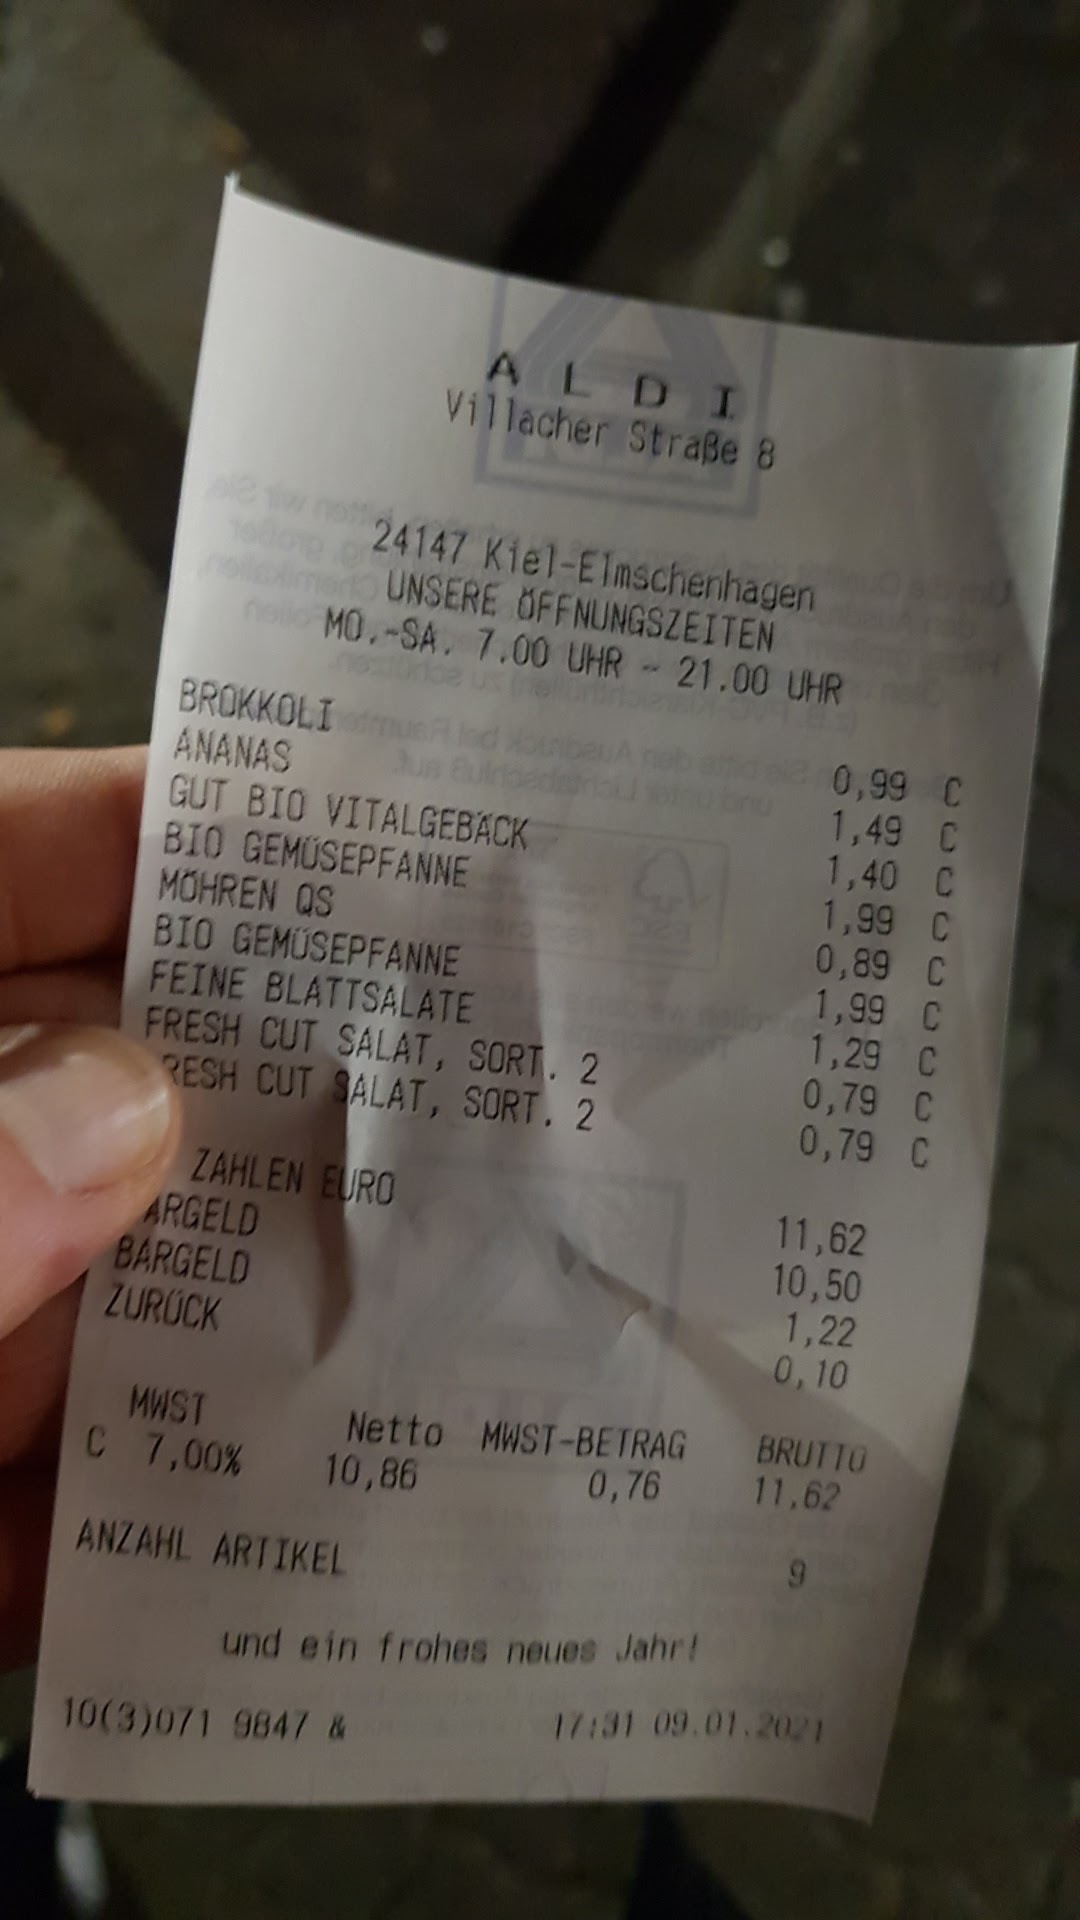 A L D I
Villacher Straße 8
24147 Kiel-Elmschenhagen
UNSERE ÖFFNUNGSZEITEN
MO.-SA. 7.00 UHR - 21.00 UHR
BROKKOLI 0,99 C
ANANAS 1,49 C
GUT BIO VITALGEBÄCK 1,40 C
BIO GEMÜSEPFANNE 1,99 C
MÖHREN QS 0,89 C
BIO GEMÜSEPFANNE 1,99 C
FEINE BLATTSALATE 1,29 C
FRESH CUT SALAT, SORT. 2 0,79 C
RESH CUT SALAT, SORT. 2 0,79 C
ZAHLEN EURO 11,62
ARGELD 10,50
BARGELD 1,22
ZURÜCK 0,10
MWST Netto MWST-BETRAG BRUTTO
C 7,00% 10,86 0,76 11,62
ANZAHL ARTIKEL 9
und ein frohes neues Jahr!
10(3)071 9847 & 17:31 09.01.2021